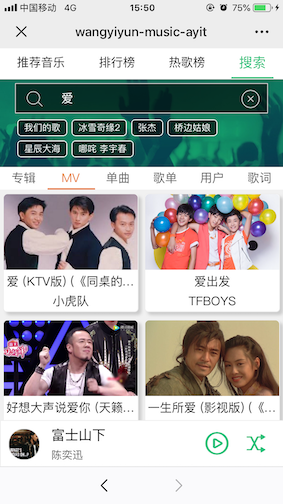 中国移动 4G 15:50
wangyiyun-music-ayit
推荐音乐 排行榜 热歌榜 搜索
爱
我们的歌 冰雪奇缘2 张杰 桥边姑娘
星辰大海 哪吒 李宇春
专辑 MV 单曲 歌单 用户 歌词
爱 (KTV版) (《同桌的...
小虎队
爱出发
TFBOYS
好想大声说爱你 (天籁...
一生所爱 (影视版) (《...
富士山下
陈奕迅